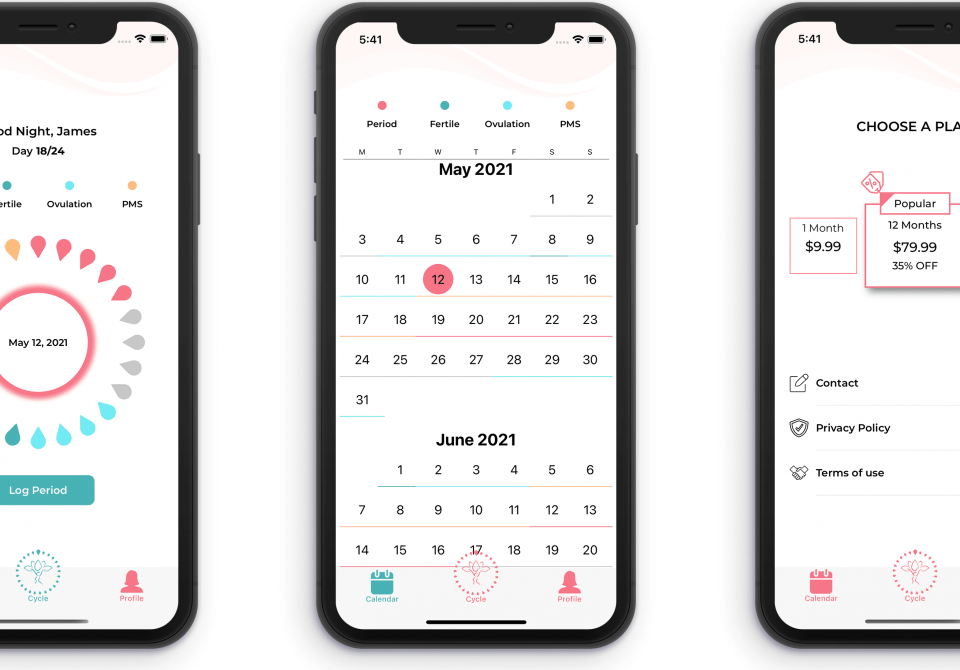 od Night, James
Day 18/24
ertile Ovulation PMS
May 12, 2021
Log Period
Cycle Profile
5:41
Period Fertile Ovulation PMS
M T W T F S S
May 2021
1 2
3 4 5 6 7 8 9
10 11 12 13 14 15 16
17 18 19 20 21 22 23
24 25 26 27 28 29 30
31
June 2021
1 2 3 4 5 6
7 8 9 10 11 12 13
14 15 16 17 18 19 20
Calendar Cycle Profile
5:41
CHOOSE A PLA
Popular
1 Month
$9.99
12 Months
$79.99
35% OFF
Contact
Privacy Policy
Terms of use
Calendar Cycle